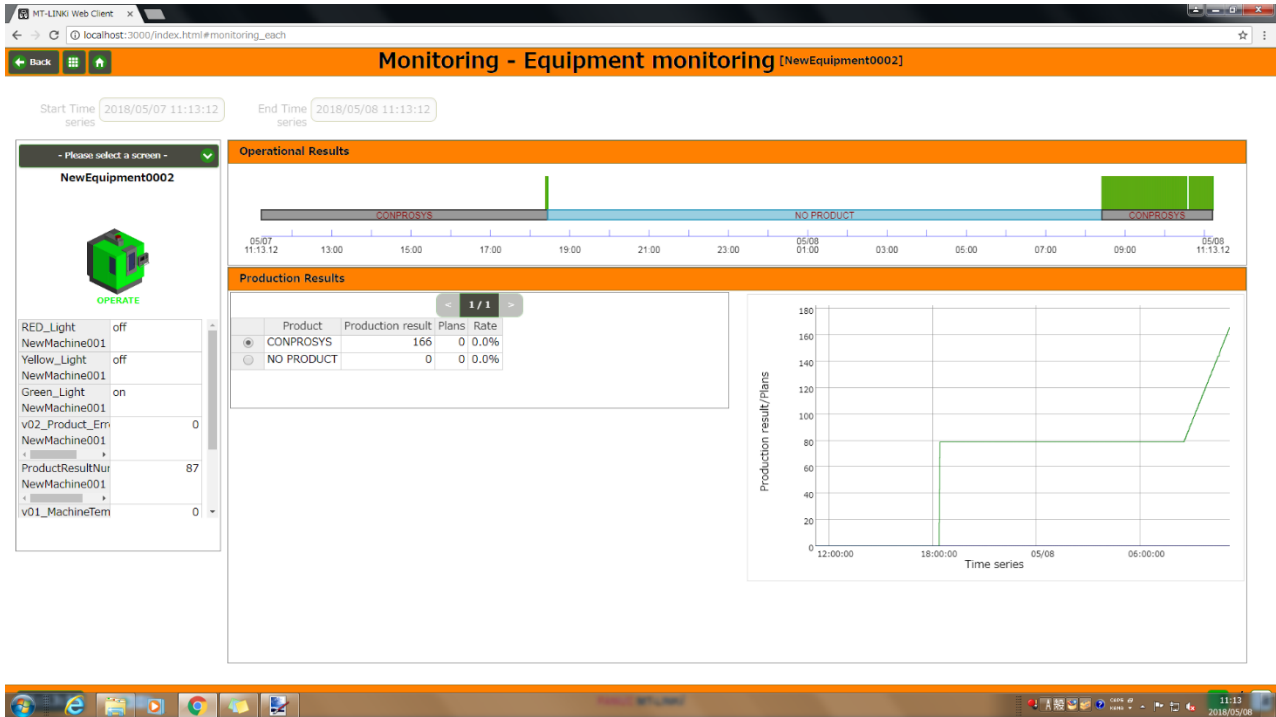 MT-LINKi Web Client
localhost:3000/index.html#monitoring_each
Back
Monitoring - Equipment monitoring [NewEquipment0002]
Start Time series 2018/05/07 11:13:12 End Time series 2018/05/08 11:13:12
- Please select a screen -
NewEquipment0002
OPERATE
RED_Light off
NewMachine001
Yellow_Light off
NewMachine001
Green_Light on
NewMachine001
v02_Product_Err 0
NewMachine001
ProductResultNur 87
NewMachine001
v01_MachineTem 0
Operational Results
CONPROSYS NO PRODUCT CONPROSYS
05/07 05/08 05/08
11:13.12 13:00 15:00 17:00 19:00 21:00 23:00 01:00 03:00 05:00 07:00 09:00 11:13.12
Production Results
< 1 / 1 >
Product Production result Plans Rate
CONPROSYS 166 0 0.0%
NO PRODUCT 0 0 0.0%
Production result/Plans
180
160
140
120
100
80
60
40
20
0
12:00:00 18:00:00 05/08 06:00:00
Time series
11:13
2018/05/08